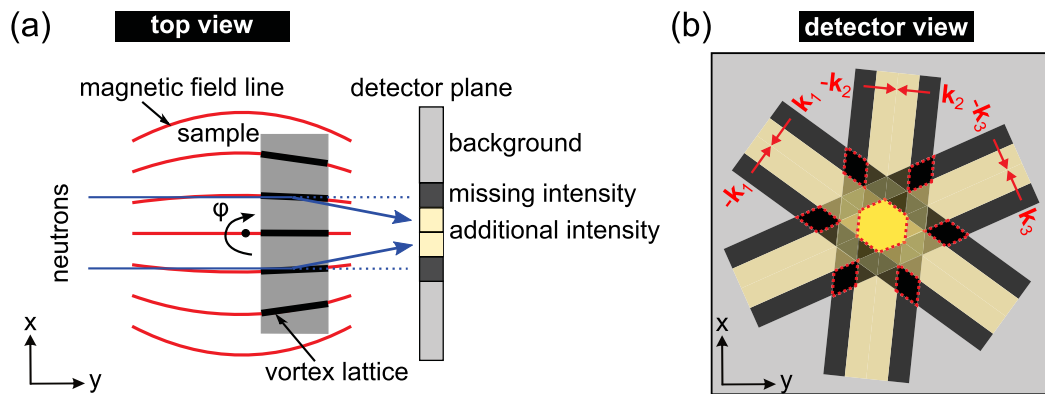 (a)
top view
magnetic field line
sample
detector plane
background
missing intensity
additional intensity
neutrons
φ
vortex lattice
x
y
(b)
detector view
k1
-k2
k2
-k3
-k1
k3
x
y